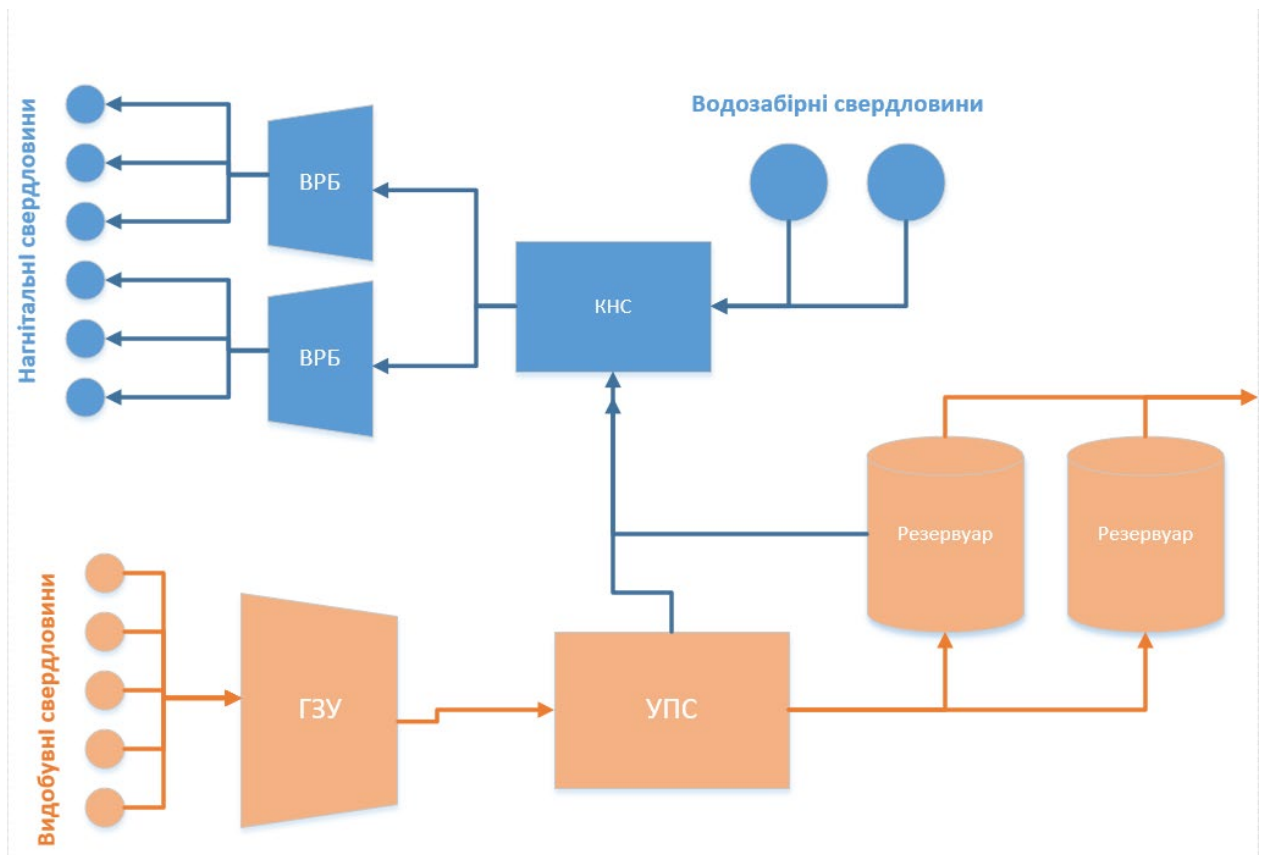 Водозабірні свердловини
Нагнітальні свердловини
ВРБ
КНС
ВРБ
Резервуар
Резервуар
Видобувні свердловини
ГЗУ
УПС